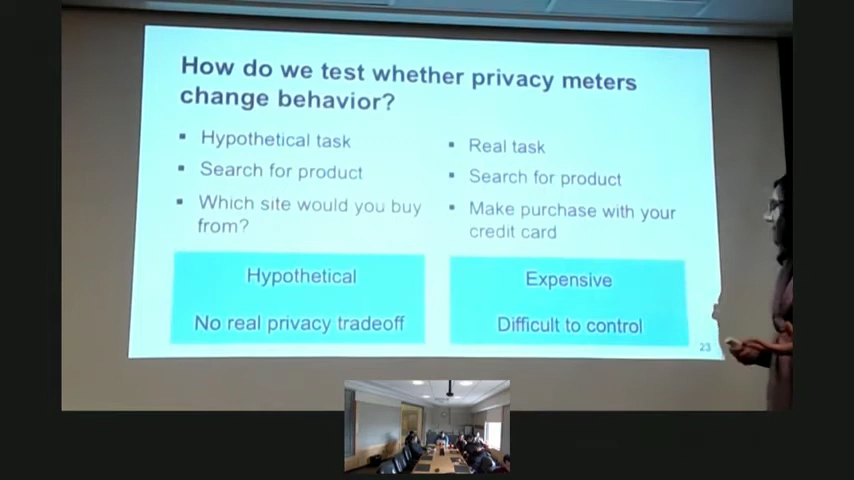 How do we test whether privacy meters
change behavior?
▪ Hypothetical task
▪ Search for product
▪ Which site would you buy
from?
▪ Real task
▪ Search for product
▪ Make purchase with your
credit card
Hypothetical
No real privacy tradeoff
Expensive
Difficult to control
23